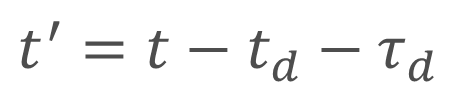 t′ = t − t_d − τ_d